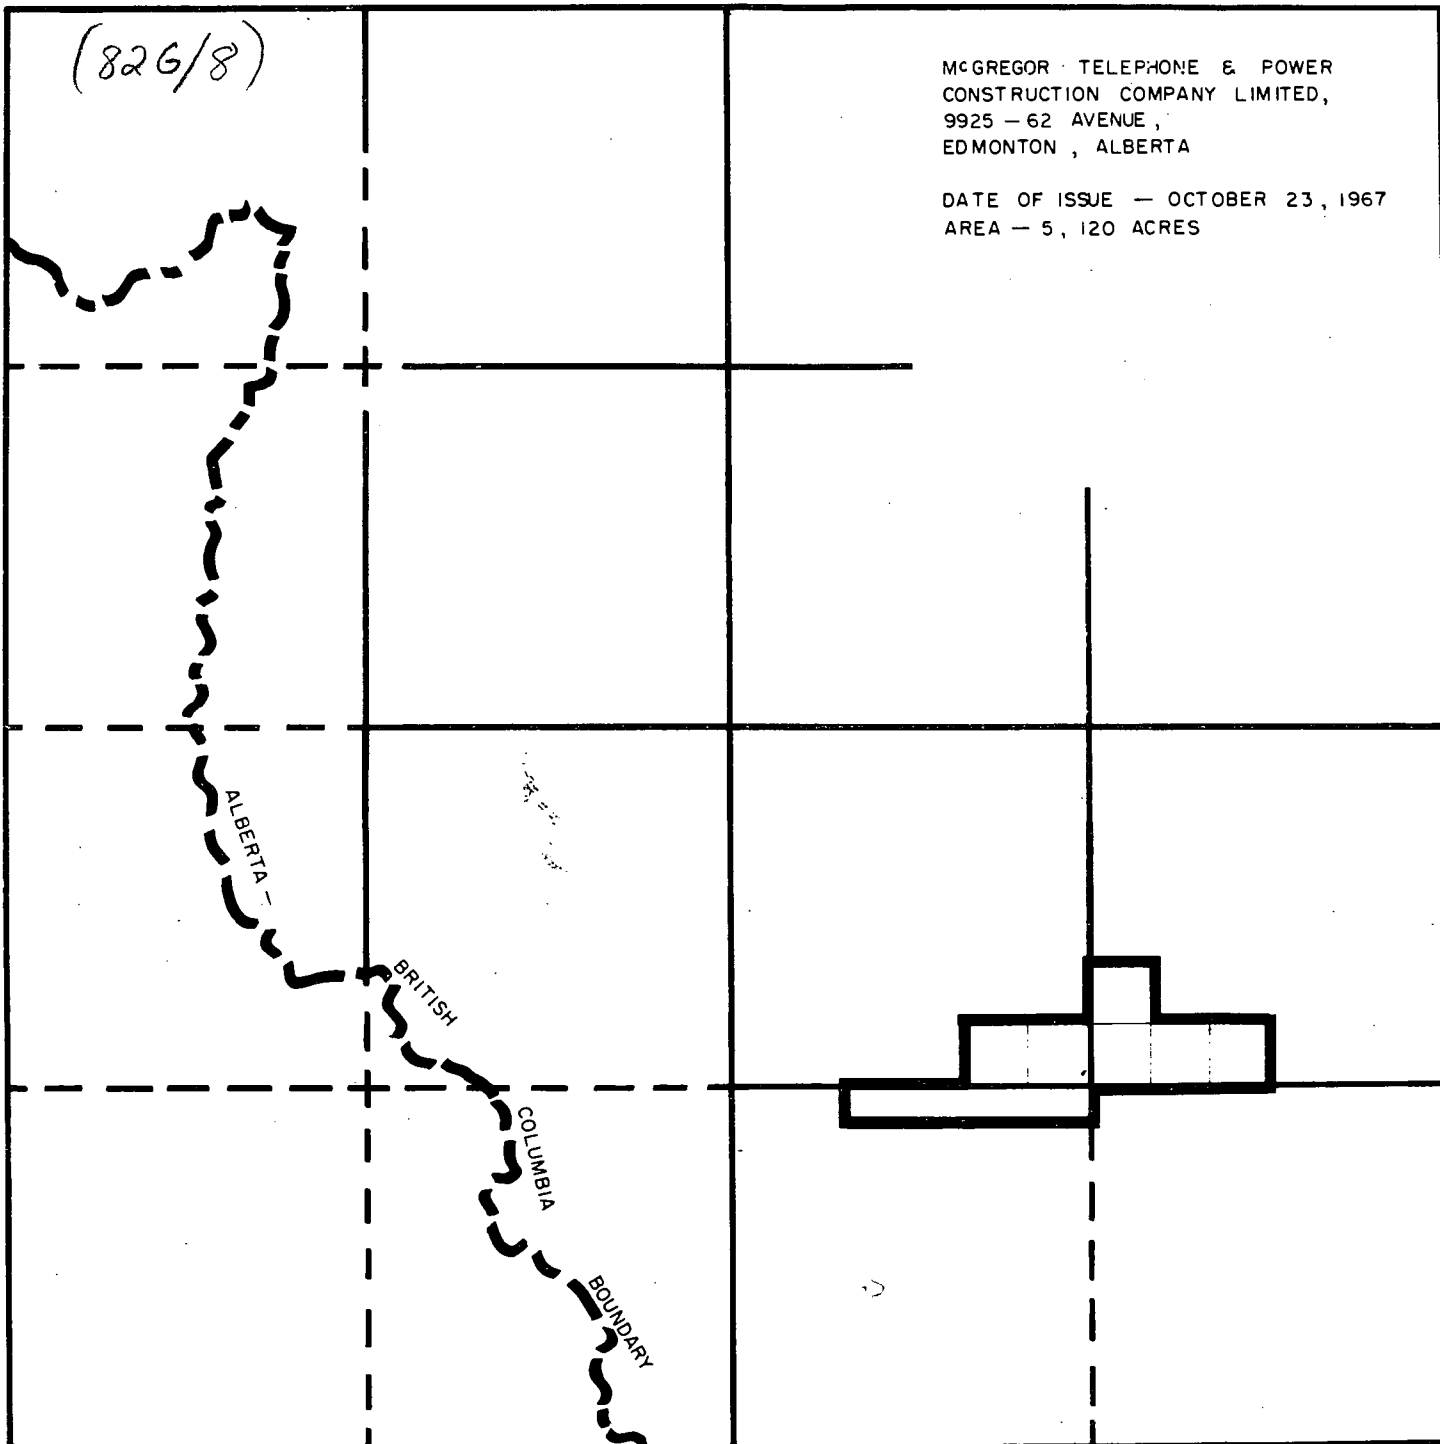 (82G/8)
McGREGOR TELEPHONE & POWER
CONSTRUCTION COMPANY LIMITED,
9925 — 62 AVENUE,
EDMONTON, ALBERTA
DATE OF ISSUE — OCTOBER 23, 1967
AREA — 5,120 ACRES
ALBERTA —
BRITISH
COLUMBIA
BOUNDARY